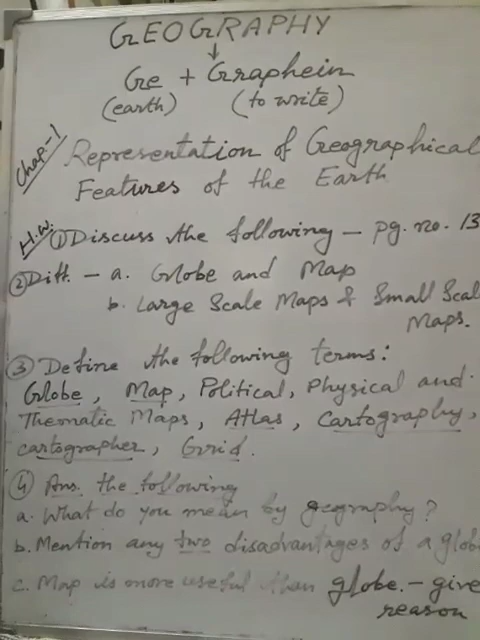 GEOGRAPHY
↓
Ge + Graphein
(earth) (to write)
Chap-1 Representation of Geographical
Features of the Earth
H.W. ① Discuss the following - pg. no. 13
② Diff. - a. Globe and Map
b. Large Scale Maps & Small Scal
Maps.
③ Define the following terms:
Globe, Map, Political, Physical and
Thematic Maps, Atlas, Cartography,
cartographer, Grid.
④ Ans. the following
a. What do you mean by geography?
b. Mention any two disadvantages of a glob
c. Map is more useful than globe. - give
reason